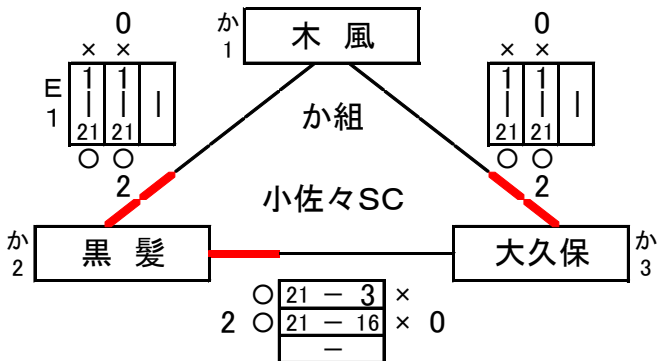 0 か 1 木 風 0
× × × ×
E 1 1 1 | 1 1
| | | | | |
21 21 か組 21 21
○ ○ ○ ○
2 小佐々SC 2
か 2 黒 髪 大久保 か 3
○ 21 － 3 ×
2 ○ 21 － 16 × 0
－